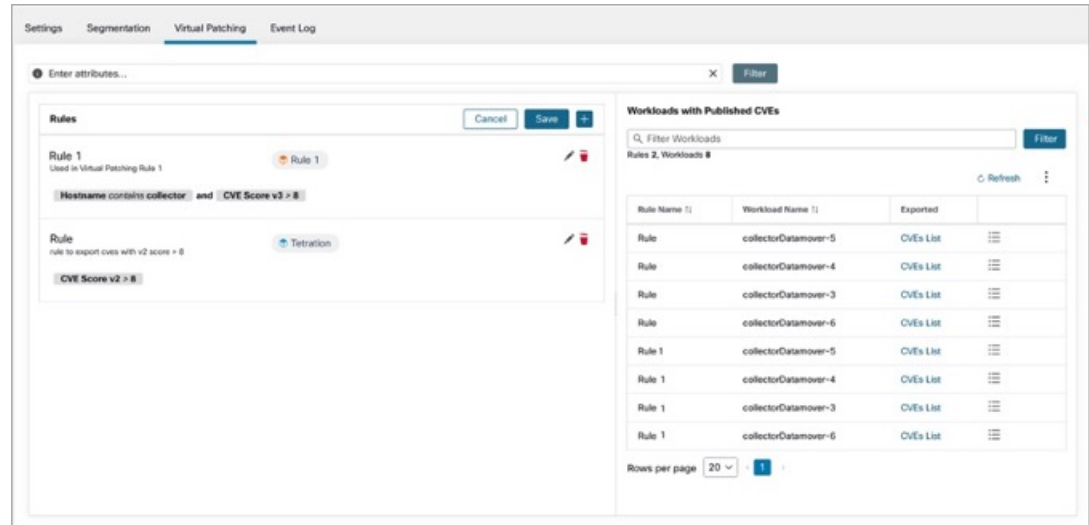 Settings Segmentation Virtual Patching Event Log
Enter attributes... Filter
Rules Cancel Save +
Rule 1 Rule 1
Used in Virtual Patching Rule 1
Hostname contains collector and CVE Score v3 > 8
Rule Tetration
rule to export cves with v2 score > 8
CVE Score v2 > 8
Workloads with Published CVEs
Filter Workloads Filter
Rules 2, Workloads 8
Refresh
Rule Name Workload Name Exported
Rule collectorDatamover-5 CVEs List
Rule collectorDatamover-4 CVEs List
Rule collectorDatamover-3 CVEs List
Rule collectorDatamover-6 CVEs List
Rule 1 collectorDatamover-5 CVEs List
Rule 1 collectorDatamover-4 CVEs List
Rule 1 collectorDatamover-3 CVEs List
Rule 1 collectorDatamover-6 CVEs List
Rows per page 20 1